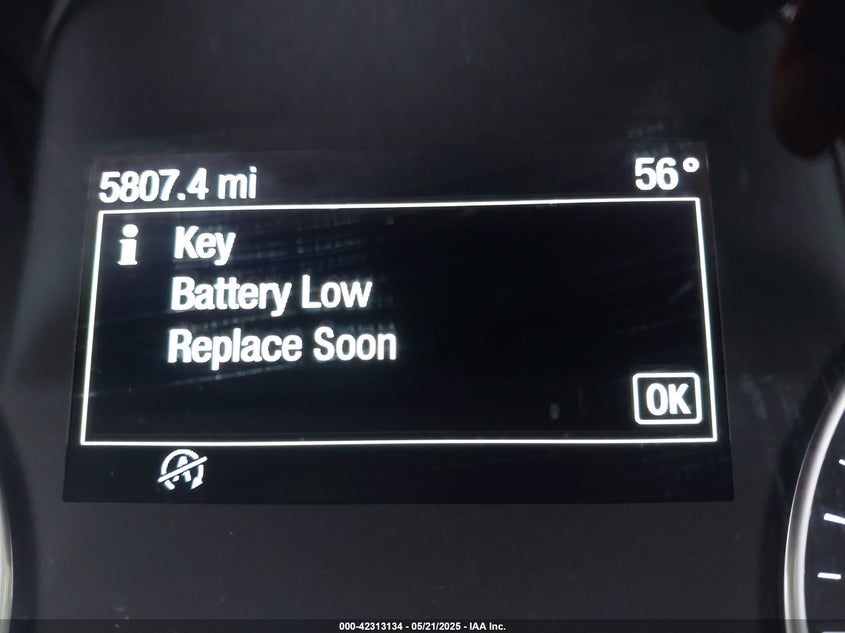 5807.4 mi 56°
i Key
Battery Low
Replace Soon
OK
A
000-42313134 - 05/21/2025 - IAA Inc.